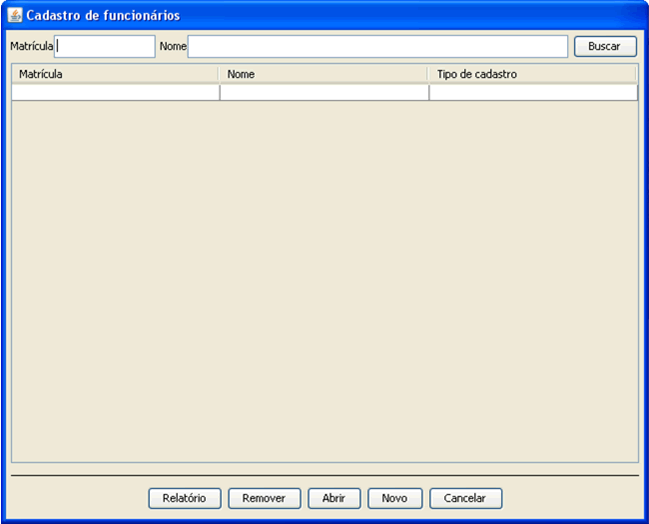 Cadastro de funcionários
Matrícula Nome Buscar
Matrícula Nome Tipo de cadastro
Relatório Remover Abrir Novo Cancelar